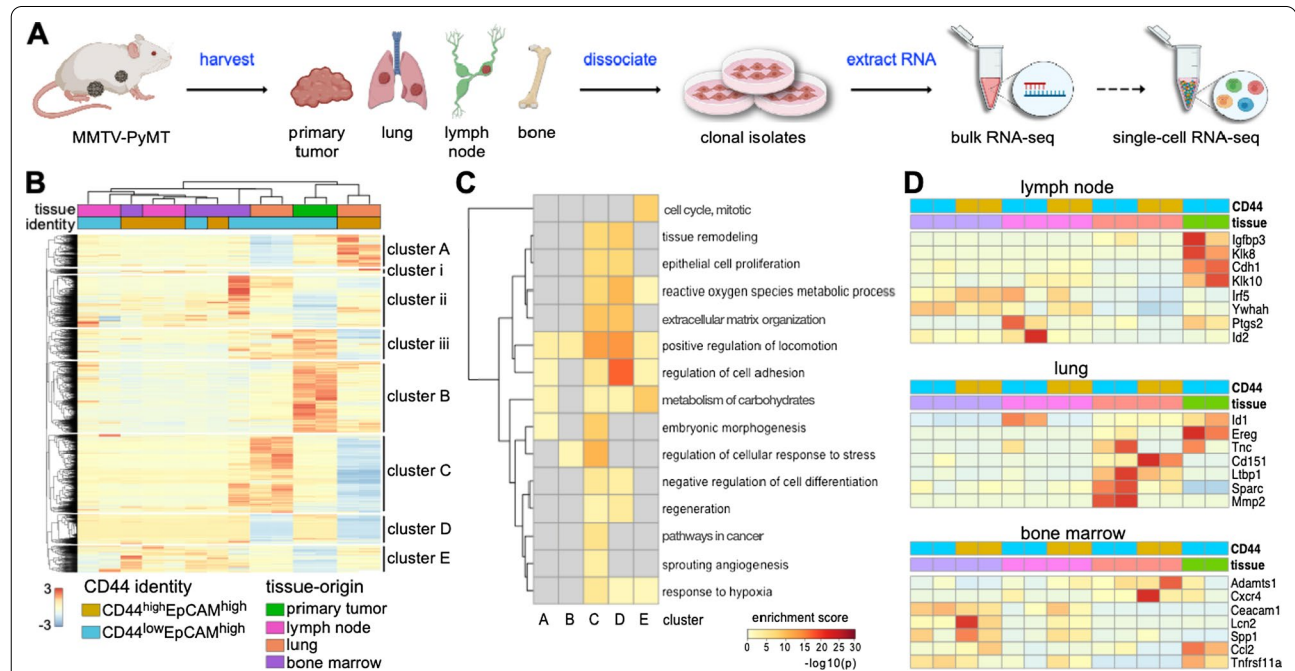 A
harvest
dissociate
extract RNA
MMTV-PyMT
primary
tumor
lung
lymph
node
bone
clonal isolates
bulk RNA-seq
single-cell RNA-seq
B
tissue
identity
cluster A
cluster i
cluster ii
cluster iii
cluster B
cluster C
cluster D
cluster E
3
-3
CD44 identity
CD44highEpCAMhigh
CD44lowEpCAMhigh
tissue-origin
primary tumor
lymph node
lung
bone marrow
C
cell cycle, mitotic
tissue remodeling
epithelial cell proliferation
reactive oxygen species metabolic process
extracellular matrix organization
positive regulation of locomotion
regulation of cell adhesion
metabolism of carbohydrates
embryonic morphogenesis
regulation of cellular response to stress
negative regulation of cell differentiation
regeneration
pathways in cancer
sprouting angiogenesis
response to hypoxia
A B C D E cluster
enrichment score
0 5 10 15 20 25 30
-log10(p)
D
lymph node
CD44
tissue
Igfbp3
Klk8
Cdh1
Klk10
Irf5
Ywhah
Ptgs2
Id2
lung
CD44
tissue
Id1
Ereg
Tnc
Cd151
Ltbp1
Sparc
Mmp2
bone marrow
CD44
tissue
Adamts1
Cxcr4
Ceacam1
Lcn2
Spp1
Ccl2
Tnfrsf11a